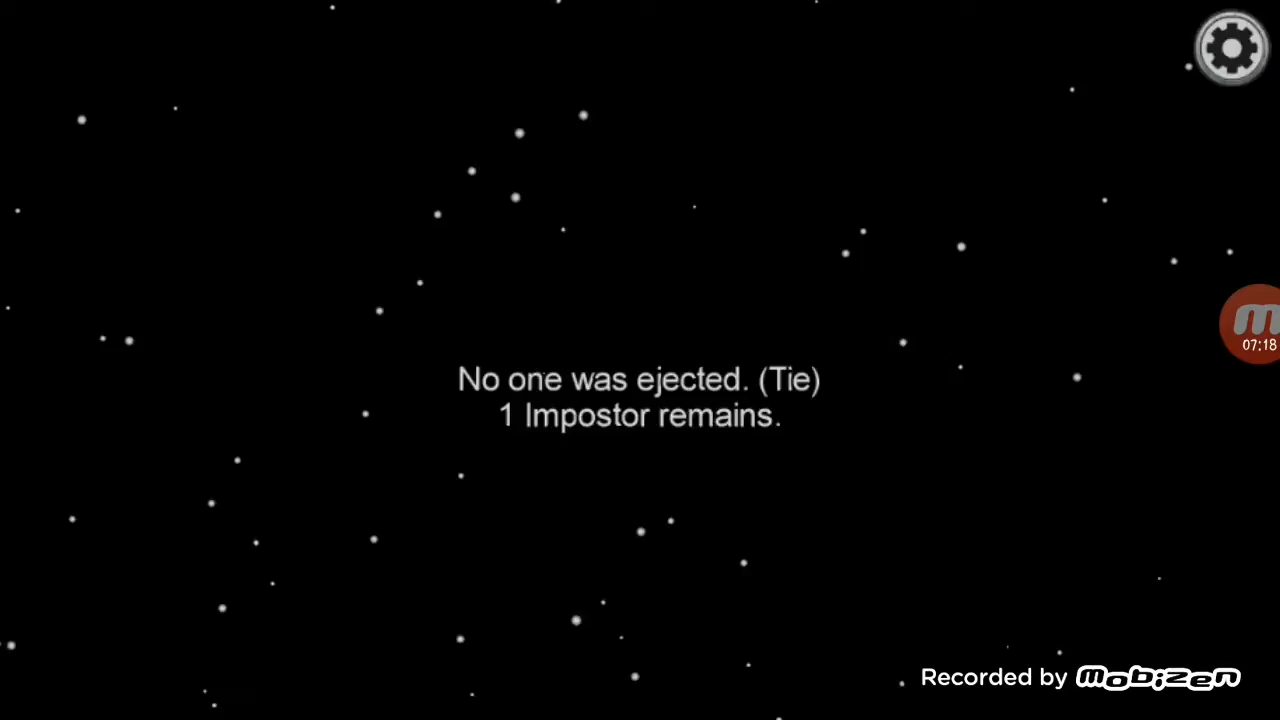 No one was ejected. (Tie)
1 Impostor remains.
m
07:18
Recorded by mobizen